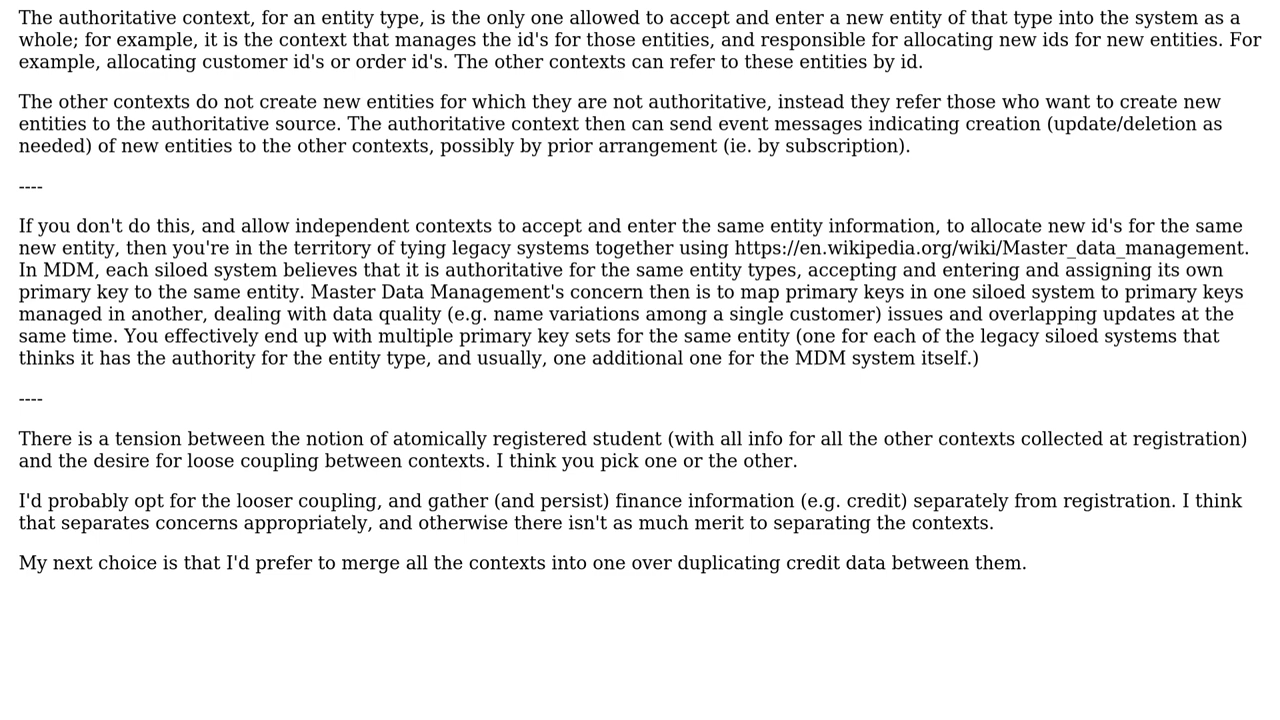 The authoritative context, for an entity type, is the only one allowed to accept and enter a new entity of that type into the system as a
whole; for example, it is the context that manages the id's for those entities, and responsible for allocating new ids for new entities. For
example, allocating customer id's or order id's. The other contexts can refer to these entities by id.
The other contexts do not create new entities for which they are not authoritative, instead they refer those who want to create new
entities to the authoritative source. The authoritative context then can send event messages indicating creation (update/deletion as
needed) of new entities to the other contexts, possibly by prior arrangement (ie. by subscription).
----
If you don't do this, and allow independent contexts to accept and enter the same entity information, to allocate new id's for the same
new entity, then you're in the territory of tying legacy systems together using https://en.wikipedia.org/wiki/Master_data_management.
In MDM, each siloed system believes that it is authoritative for the same entity types, accepting and entering and assigning its own
primary key to the same entity. Master Data Management's concern then is to map primary keys in one siloed system to primary keys
managed in another, dealing with data quality (e.g. name variations among a single customer) issues and overlapping updates at the
same time. You effectively end up with multiple primary key sets for the same entity (one for each of the legacy siloed systems that
thinks it has the authority for the entity type, and usually, one additional one for the MDM system itself.)
----
There is a tension between the notion of atomically registered student (with all info for all the other contexts collected at registration)
and the desire for loose coupling between contexts. I think you pick one or the other.
I'd probably opt for the looser coupling, and gather (and persist) finance information (e.g. credit) separately from registration. I think
that separates concerns appropriately, and otherwise there isn't as much merit to separating the contexts.
My next choice is that I'd prefer to merge all the contexts into one over duplicating credit data between them.